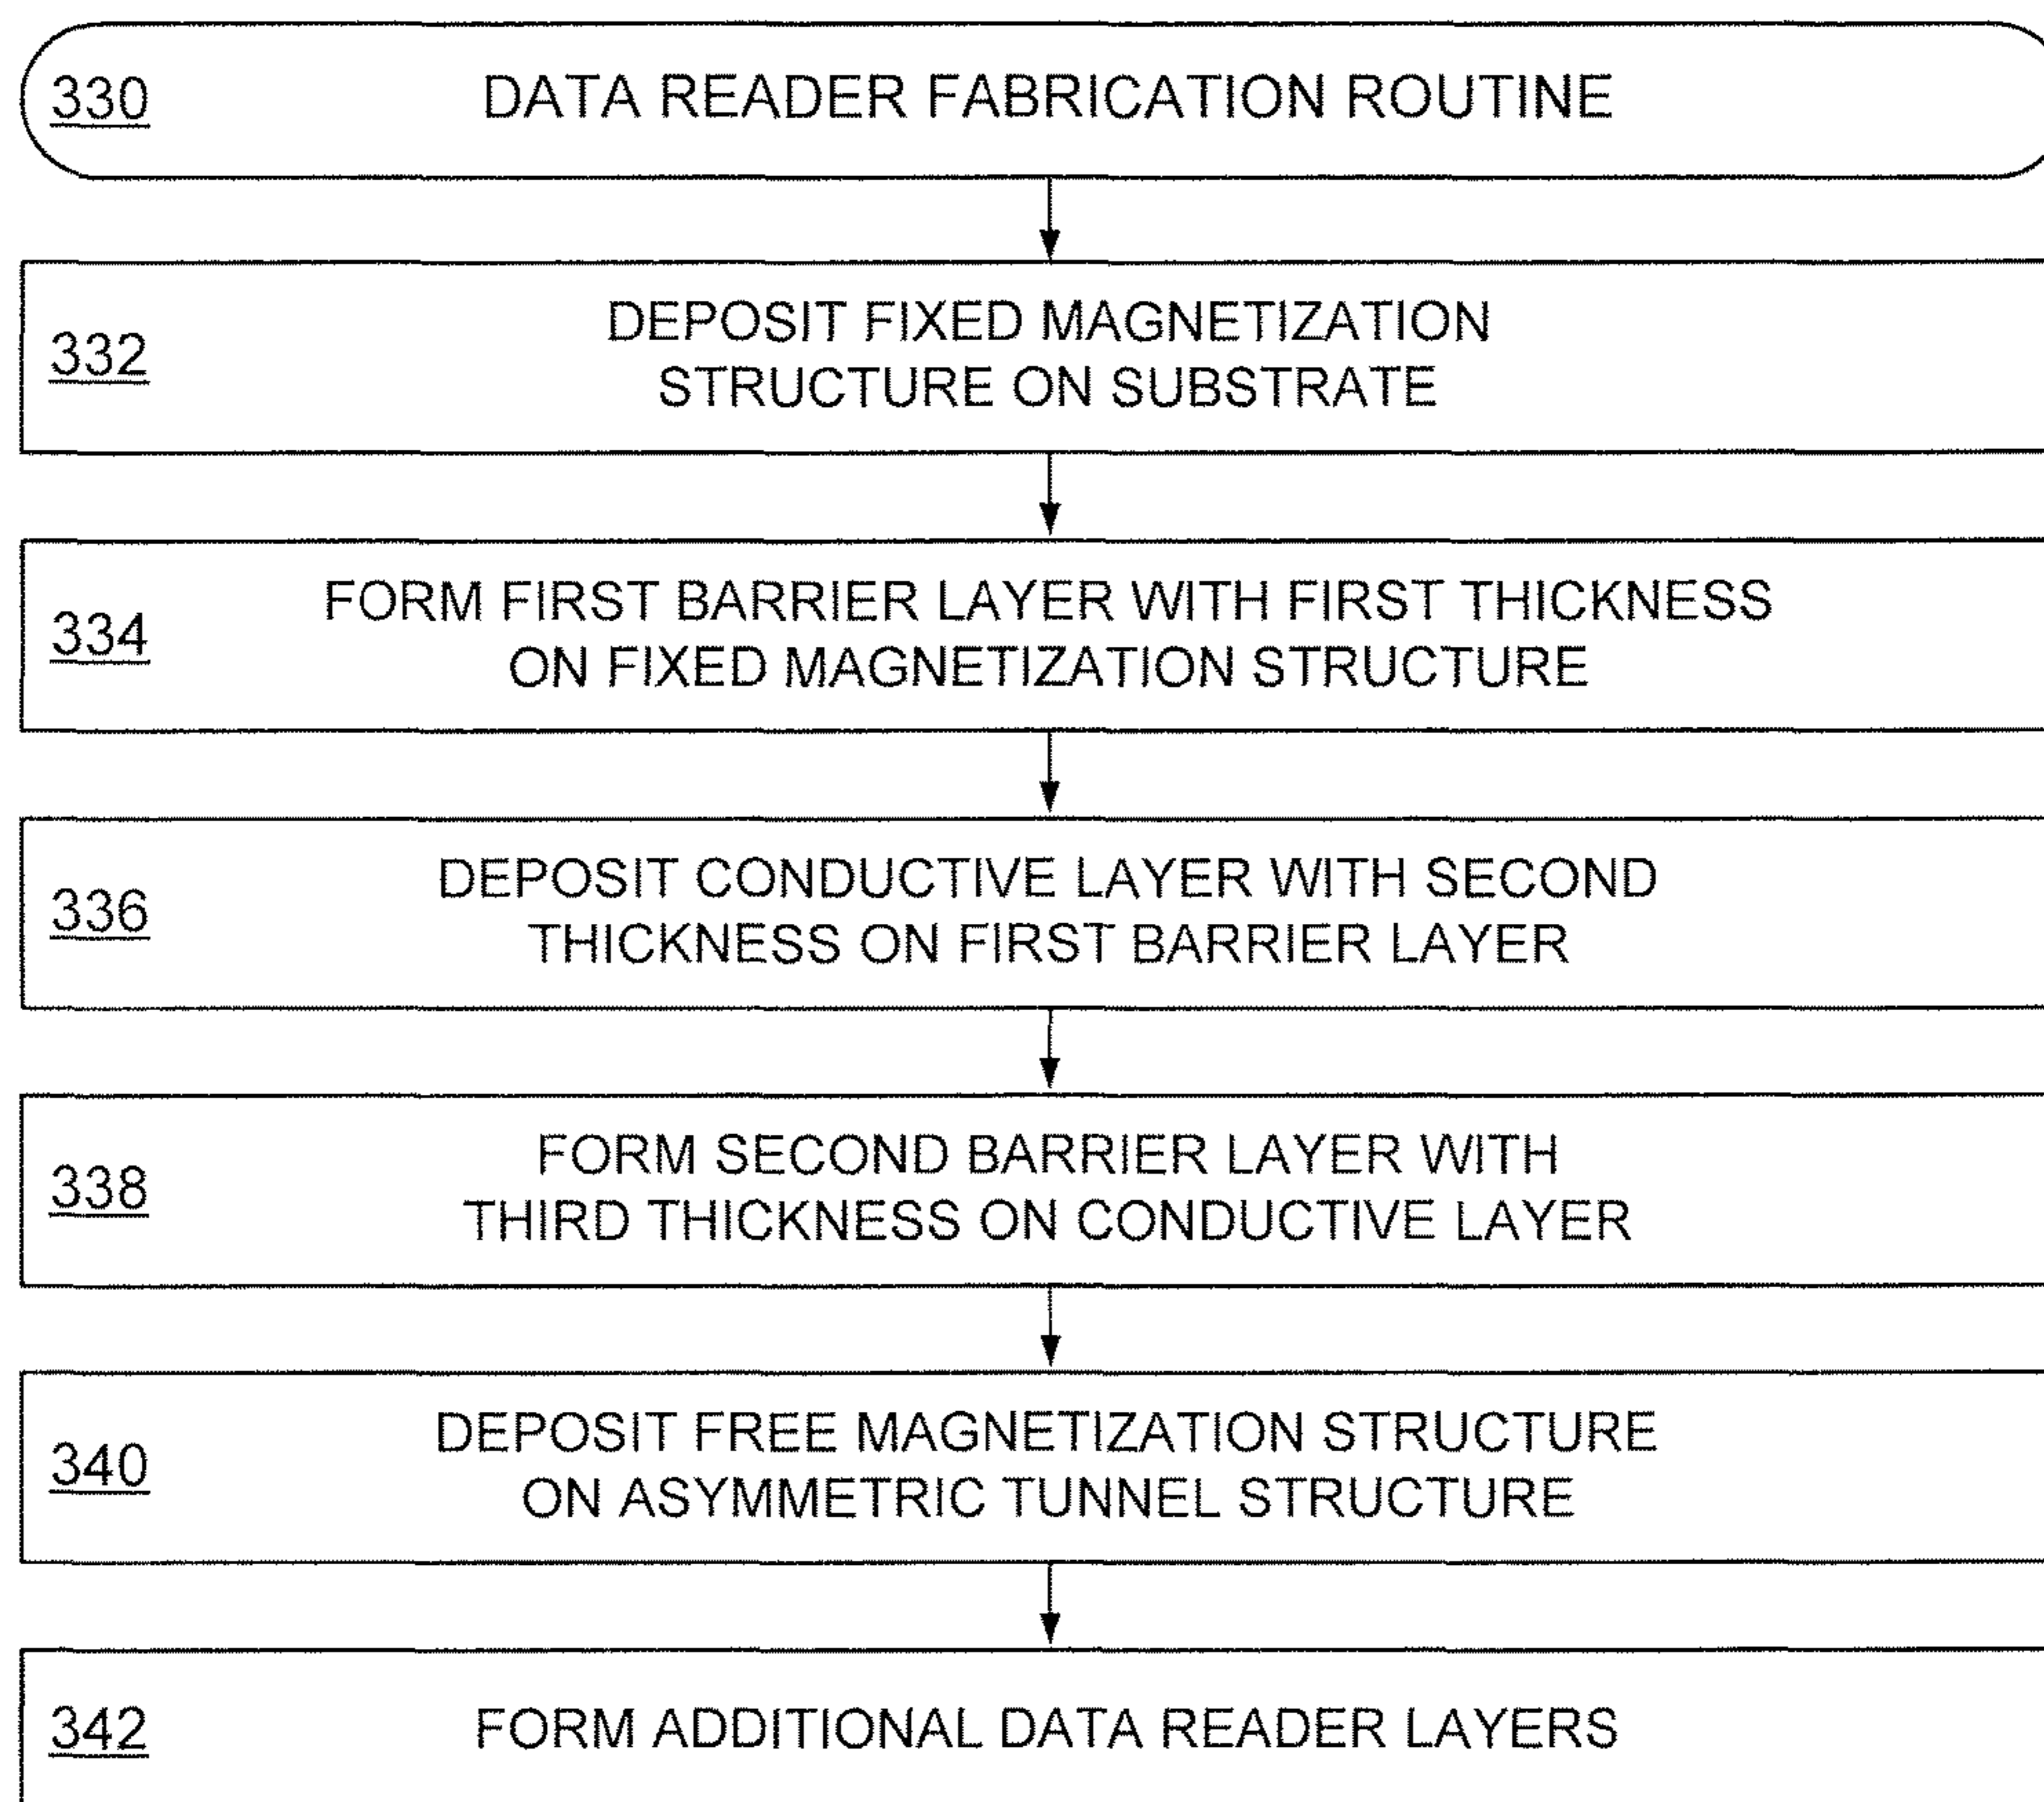 330 DATA READER FABRICATION ROUTINE
332 DEPOSIT FIXED MAGNETIZATION
STRUCTURE ON SUBSTRATE
334 FORM FIRST BARRIER LAYER WITH FIRST THICKNESS
ON FIXED MAGNETIZATION STRUCTURE
336 DEPOSIT CONDUCTIVE LAYER WITH SECOND
THICKNESS ON FIRST BARRIER LAYER
338 FORM SECOND BARRIER LAYER WITH
THIRD THICKNESS ON CONDUCTIVE LAYER
340 DEPOSIT FREE MAGNETIZATION STRUCTURE
ON ASYMMETRIC TUNNEL STRUCTURE
342 FORM ADDITIONAL DATA READER LAYERS